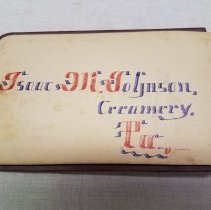 Isaac M. Johnson,
Creamery,
Pa.